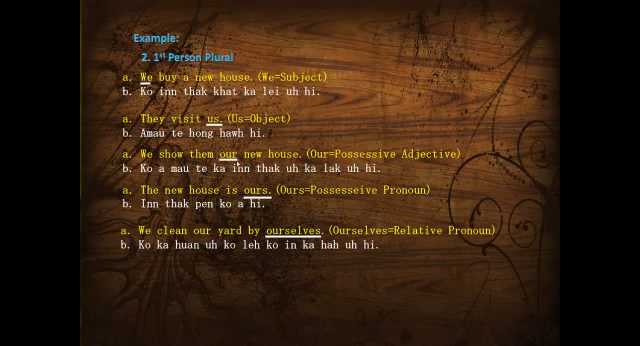 Example:
2. 1st Person Plural
a. We buy a new house.(We=Subject)
b. Ko inn thak khat ka lei uh hi.
a. They visit us.(Us=Object)
b. Amau te hong hawh hi.
a. We show them our new house.(Our=Possessive Adjective)
b. Ko a mau te ka inn thak uh ka lak uh hi.
a. The new house is ours.(Ours=Possesseive Pronoun)
b. Inn thak pen ko a hi.
a. We clean our yard by ourselves.(Ourselves=Relative Pronoun)
b. Ko ka huan uh ko leh ko in ka hah uh hi.